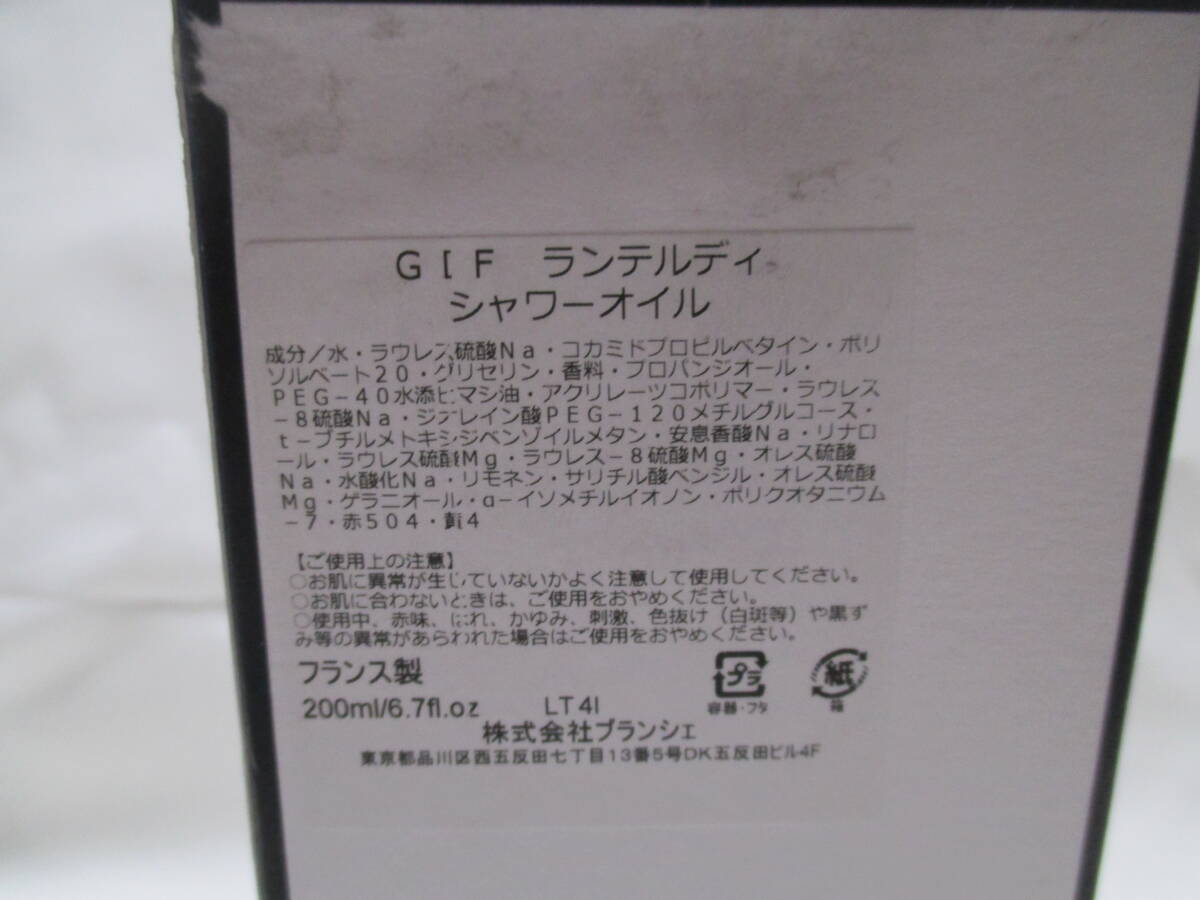 GIF ランテルディ
シャワーオイル
成分/水・ラウレス硫酸Na・コカミドプロピルベタイン・ポリ
ソルベート20・グリセリン・香料・プロパンジオール・
PEG-40水添ヒマシ油・アクリレーツコポリマー・ラウレス
-8硫酸Na・ジオレイン酸PEG-120メチルグルコース・
t-ブチルメトキシジベンゾイルメタン・安息香酸Na・リナロ
ール・ラウレス硫酸Mg・ラウレス-8硫酸Mg・オレス硫酸
Na・水酸化Na・リモネン・サリチル酸ベンジル・オレス硫酸
Mg・ゲラニオール・α-イソメチルイオノン・ポリクオタニウム
-7・赤504・黄4
【ご使用上の注意】
○お肌に異常が生じていないかよく注意して使用してください。
○お肌に合わないときは、ご使用をおやめください。
○使用中、赤味、はれ、かゆみ、刺激、色抜け(白斑等)や黒ず
み等の異常があらわれた場合はご使用をおやめください。
フランス製
プラ 紙
200ml/6.7fl.oz LT4I
容器・フタ 箱
株式会社ブランシェ
東京都品川区西五反田七丁目13番5号DK五反田ビル4F